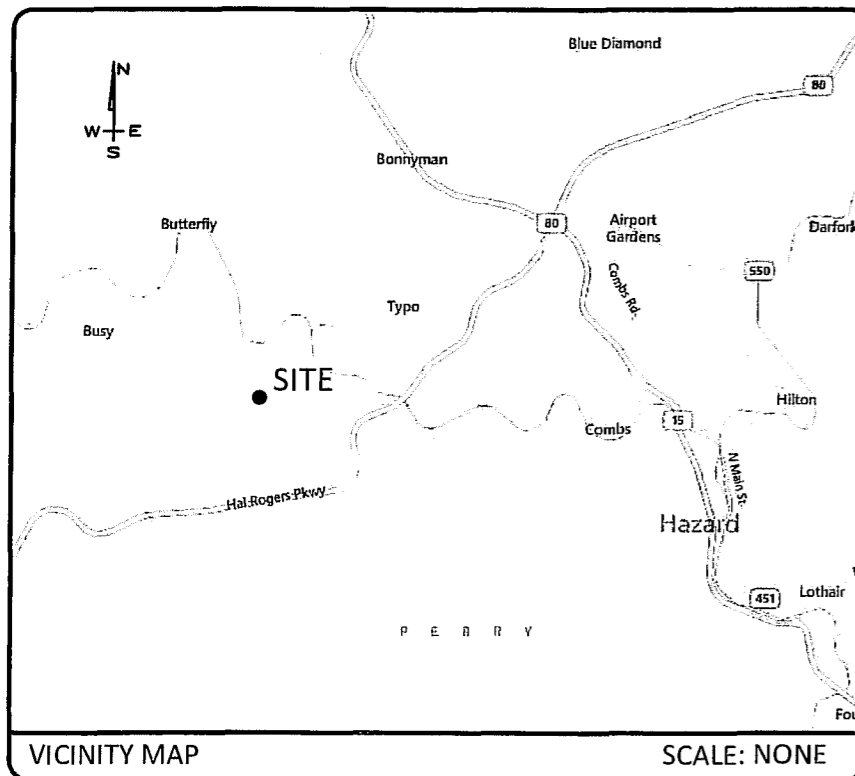 Blue Diamond
N
80
W E
S
Bonnyman
Butterfly
80
Airport
Gardens
Darfork
550
Combs Rd
Typo
Busy
SITE
Hilton
15
Combs
N Main St
Hal Rogers Pkwy
Hazard
451
Lothair
P E R R Y
Fou
VICINITY MAP
SCALE: NONE